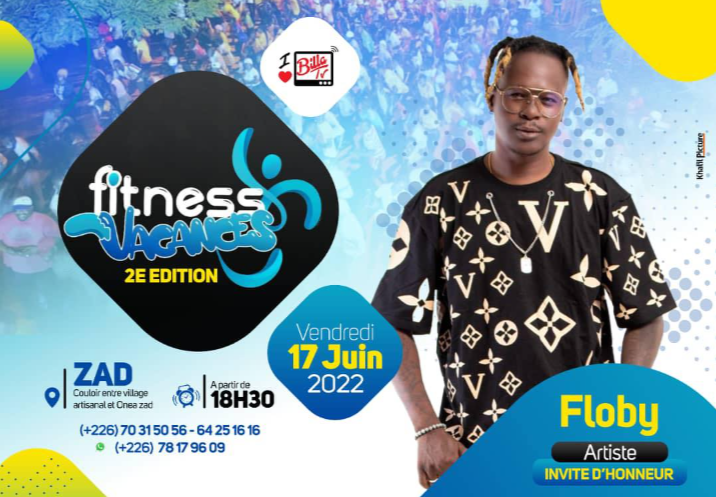 I
Billa
TV
fitness
VACANCES
2E EDITION
Vendredi
17 Juin
2022
ZAD
Couloir entre village
artisanal et Onea zad
A partir de
18H30
(+226) 70 31 50 56 - 64 25 16 16
(+226) 78 17 96 09
Khalil Picture
V
V
V
V
V
V
Floby
Artiste
INVITE D'HONNEUR